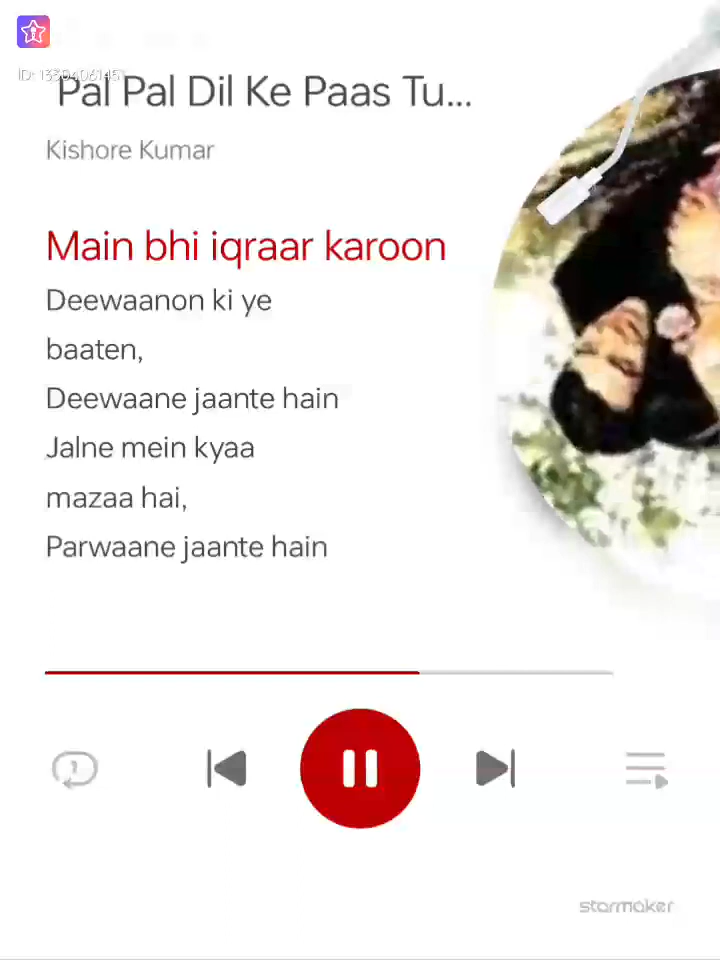 Pal Pal Dil Ke Paas Tu...
Kishore Kumar
Main bhi iqraar karoon
Deewaanon ki ye
baaten,
Deewaane jaante hain
Jalne mein kyaa
mazaa hai,
Parwaane jaante hain
1
starmaker